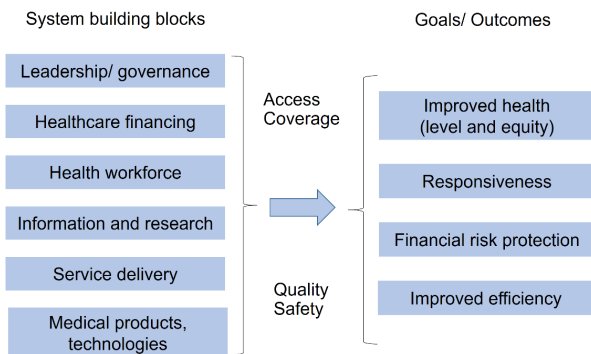 System building blocks
Leadership/ governance
Healthcare financing
Health workforce
Information and research
Service delivery
Medical products,
technologies
Access
Coverage
Quality
Safety
Goals/ Outcomes
Improved health
(level and equity)
Responsiveness
Financial risk protection
Improved efficiency